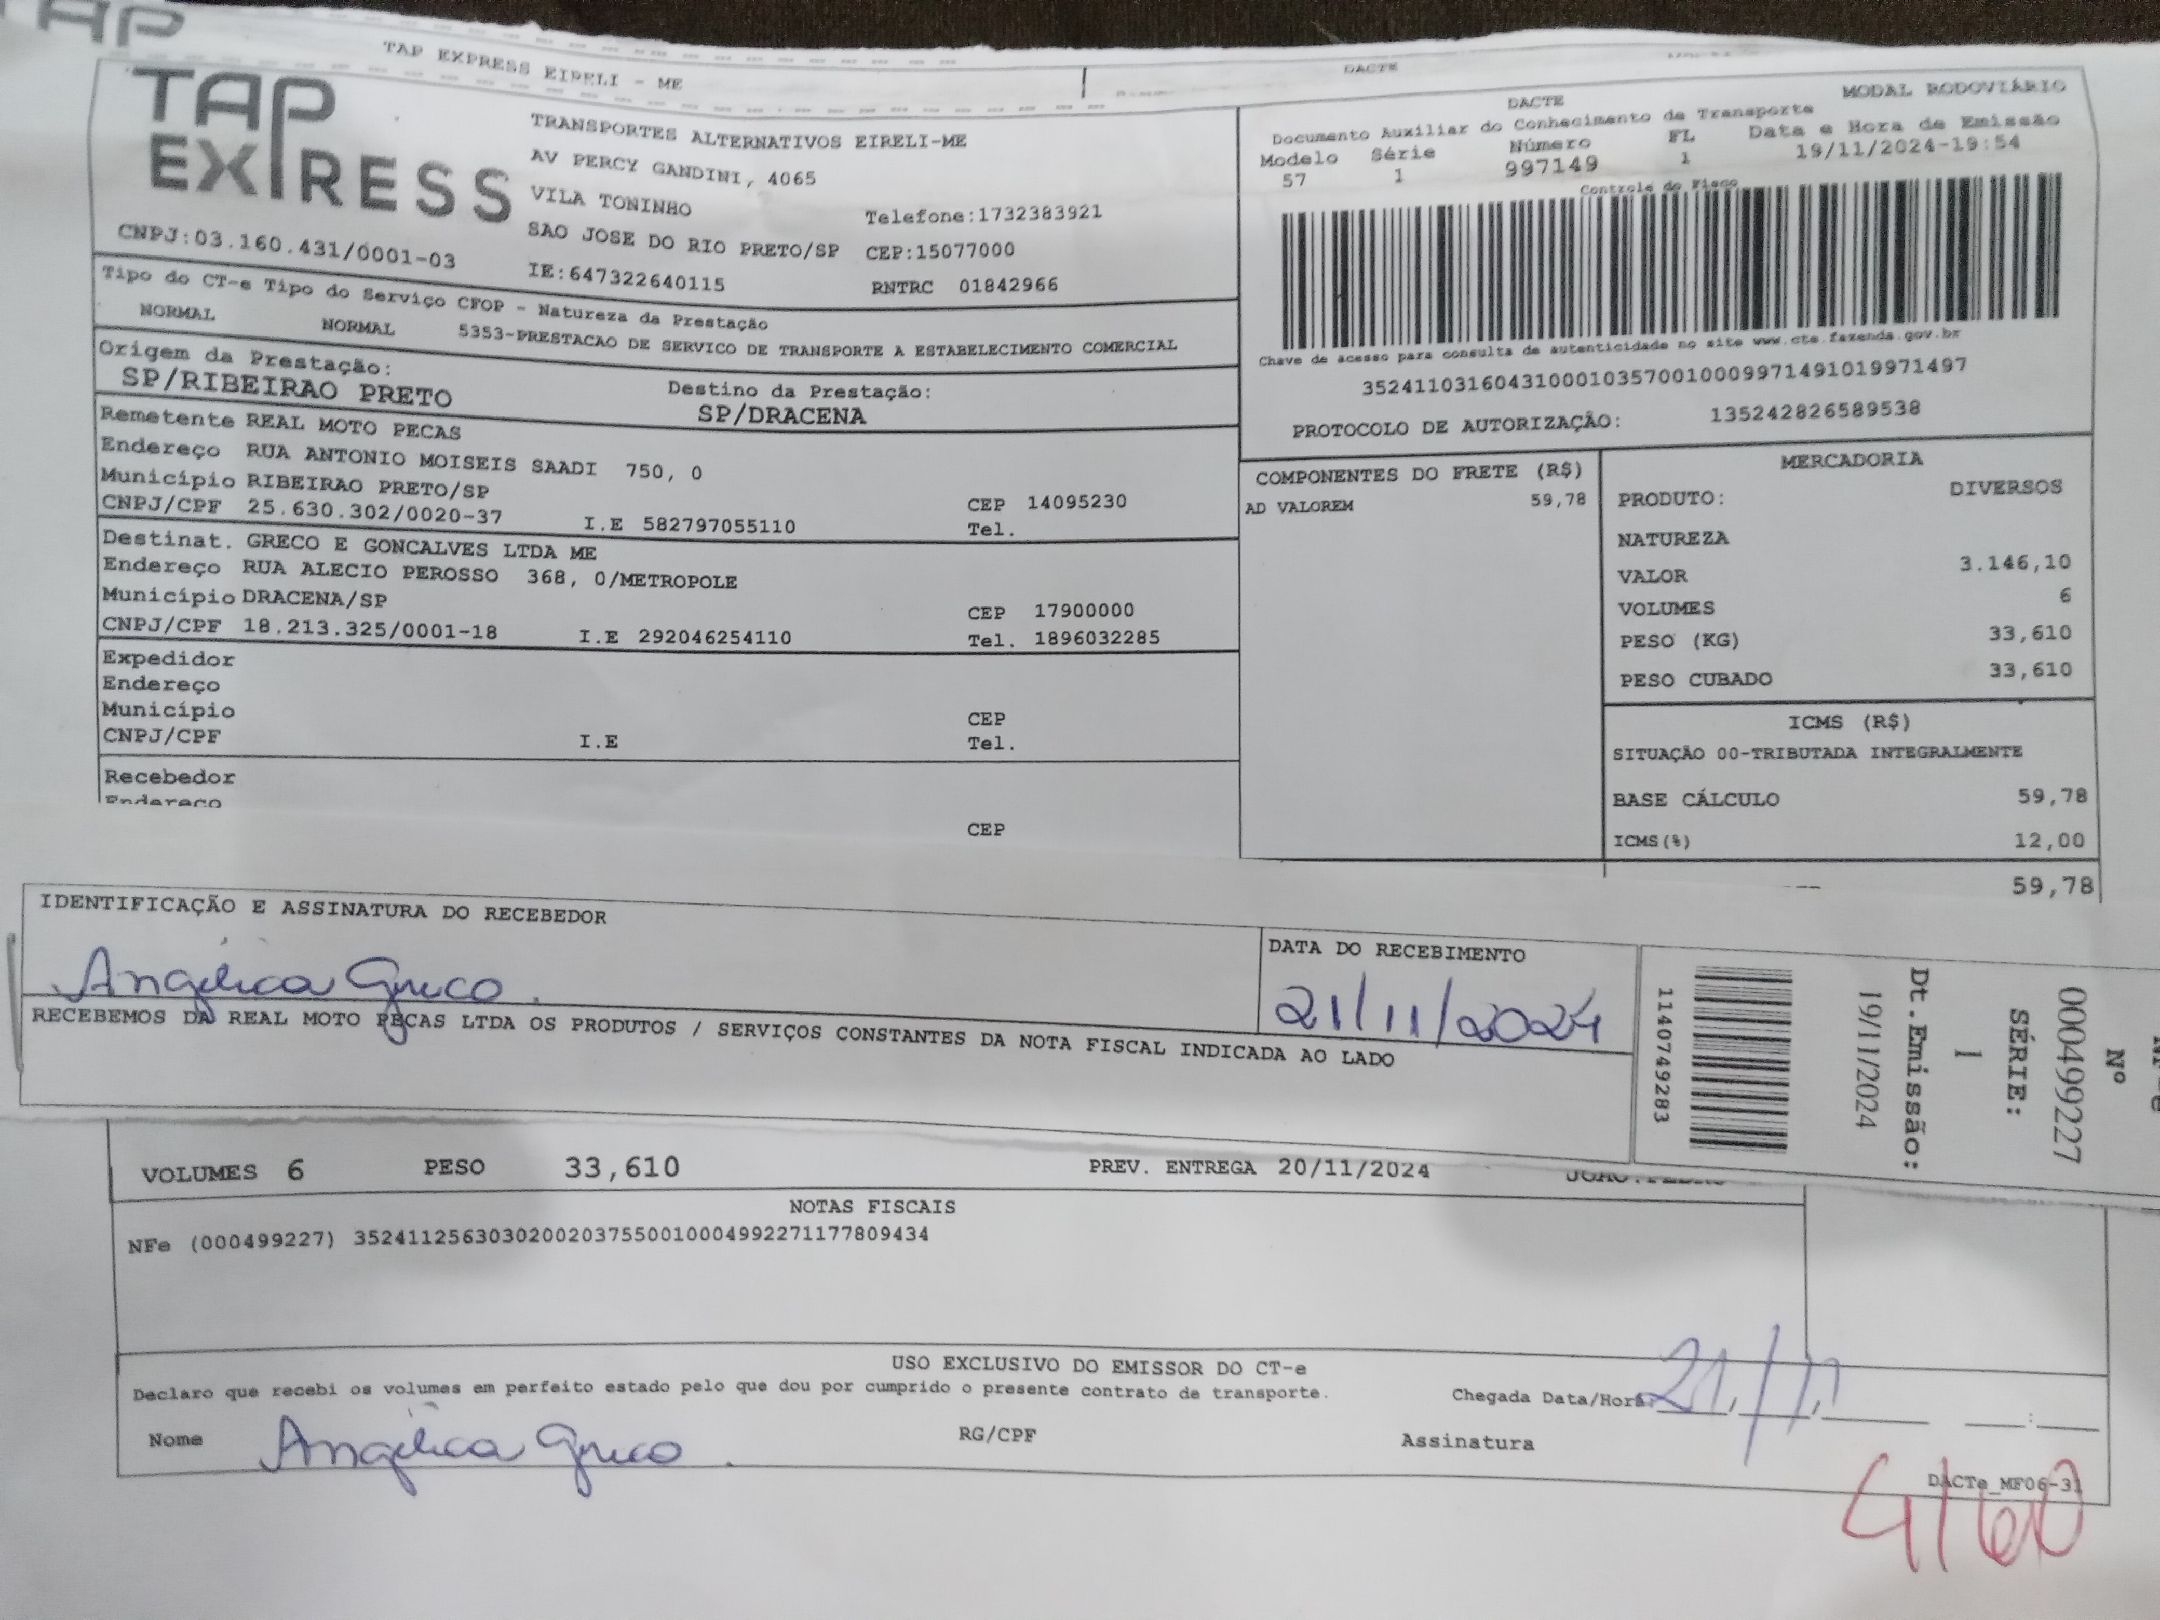 TAP
TAP EXPRESS EIRELI - ME
DACTE
TAP EXPRESS
TRANSPORTES ALTERNATIVOS EIRELI-ME
AV PERCY GANDINI, 4065
VILA TONINHO
Telefone:1732383921
SAO JOSE DO RIO PRETO/SP CEP:15077000
CNPJ:03.160.431/0001-03
IE:647322640115
RNTRC 01842966
DACTE
MODAL RODOVIÁRIO
Documento Auxiliar do Conhecimento de Transporte
Modelo Série Número FL Data e Hora de Emissão
57 1 997149 1 19/11/2024-19:54
Controle do Fisco
Chave de acesso para consulta de autenticidade no site www.cte.fazenda.gov.br
35241103160431000103570010009971491019971497
PROTOCOLO DE AUTORIZAÇÃO: 135242826589538
Tipo do CT-e Tipo do Serviço CFOP - Natureza da Prestação
NORMAL NORMAL 5353-PRESTACAO DE SERVICO DE TRANSPORTE A ESTABELECIMENTO COMERCIAL
Origem da Prestação:
SP/RIBEIRAO PRETO
Destino da Prestação:
SP/DRACENA
Remetente REAL MOTO PECAS
Endereço RUA ANTONIO MOISEIS SAADI 750, 0
Município RIBEIRAO PRETO/SP CEP 14095230
CNPJ/CPF 25.630.302/0020-37 I.E 582797055110 Tel.
Destinat. GRECO E GONCALVES LTDA ME
Endereço RUA ALECIO PEROSSO 368, 0/METROPOLE
Município DRACENA/SP CEP 17900000
CNPJ/CPF 18.213.325/0001-18 I.E 292046254110 Tel. 1896032285
Expedidor
Endereço
Município CEP
CNPJ/CPF I.E Tel.
Recebedor
Endereço
CEP
COMPONENTES DO FRETE (R$)
AD VALOREM 59,78
MERCADORIA
PRODUTO: DIVERSOS
NATUREZA
VALOR 3.146,10
VOLUMES 6
PESO (KG) 33,610
PESO CUBADO 33,610
ICMS (R$)
SITUAÇÃO 00-TRIBUTADA INTEGRALMENTE
BASE CÁLCULO 59,78
ICMS(%) 12,00
59,78
IDENTIFICAÇÃO E ASSINATURA DO RECEBEDOR
Angélica Greco
DATA DO RECEBIMENTO
21/11/2024
RECEBEMOS DA REAL MOTO PEÇAS LTDA OS PRODUTOS / SERVIÇOS CONSTANTES DA NOTA FISCAL INDICADA AO LADO
1140749283
Dt.Emissão:
19/11/2024
SÉRIE:
1
Nº
000499227
NF-e
VOLUMES 6 PESO 33,610 PREV. ENTREGA 20/11/2024 JOAO.PEDRO
NOTAS FISCAIS
NFe (000499227) 35241125630302002037550010004992271177809434
USO EXCLUSIVO DO EMISSOR DO CT-e
Declaro que recebi os volumes em perfeito estado pelo que dou por cumprido o presente contrato de transporte.
Chegada Data/Hora: 21/11
Nome Angélica Greco RG/CPF Assinatura
DACTe_MF06-31